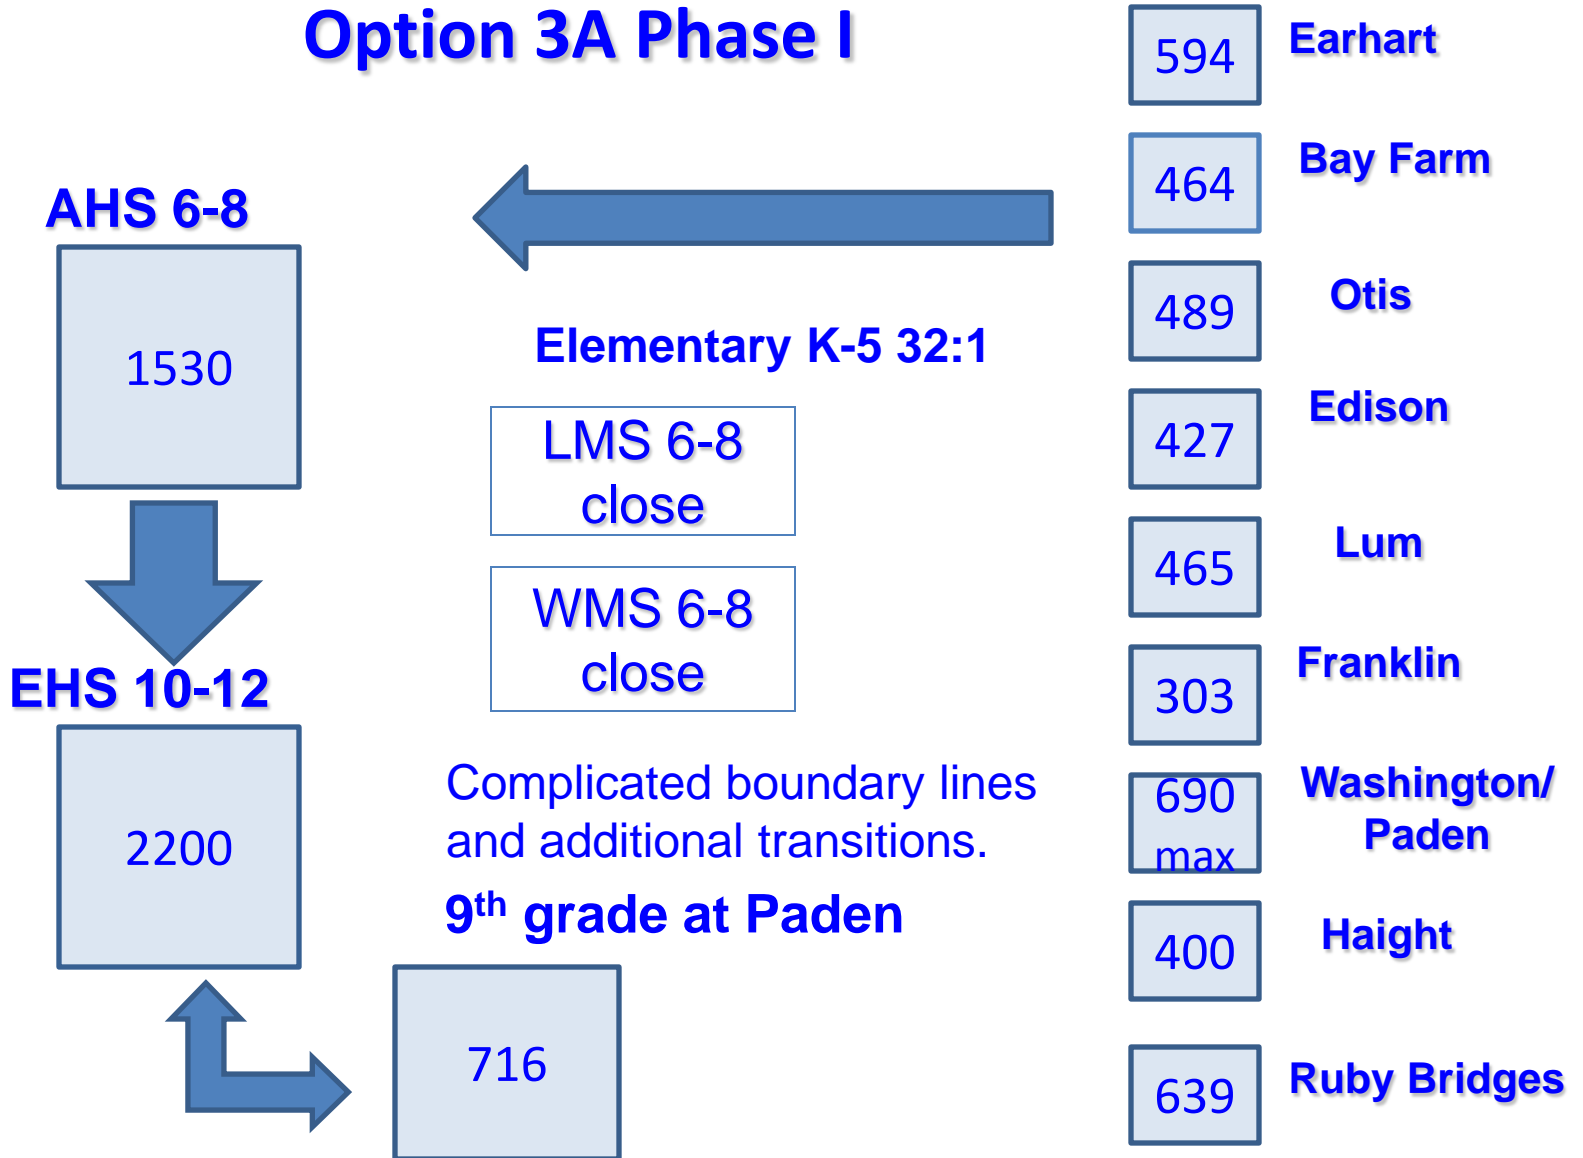 Option 3A Phase I
AHS 6-8
1530
EHS 10-12
2200
Elementary K-5 32:1
LMS 6-8
close
WMS 6-8
close
Complicated boundary lines
and additional transitions.
9th grade at Paden
716
594
Earhart
464
Bay Farm
489
Otis
427
Edison
465
Lum
303
Franklin
690
max
Washington/
Paden
400
Haight
639
Ruby Bridges